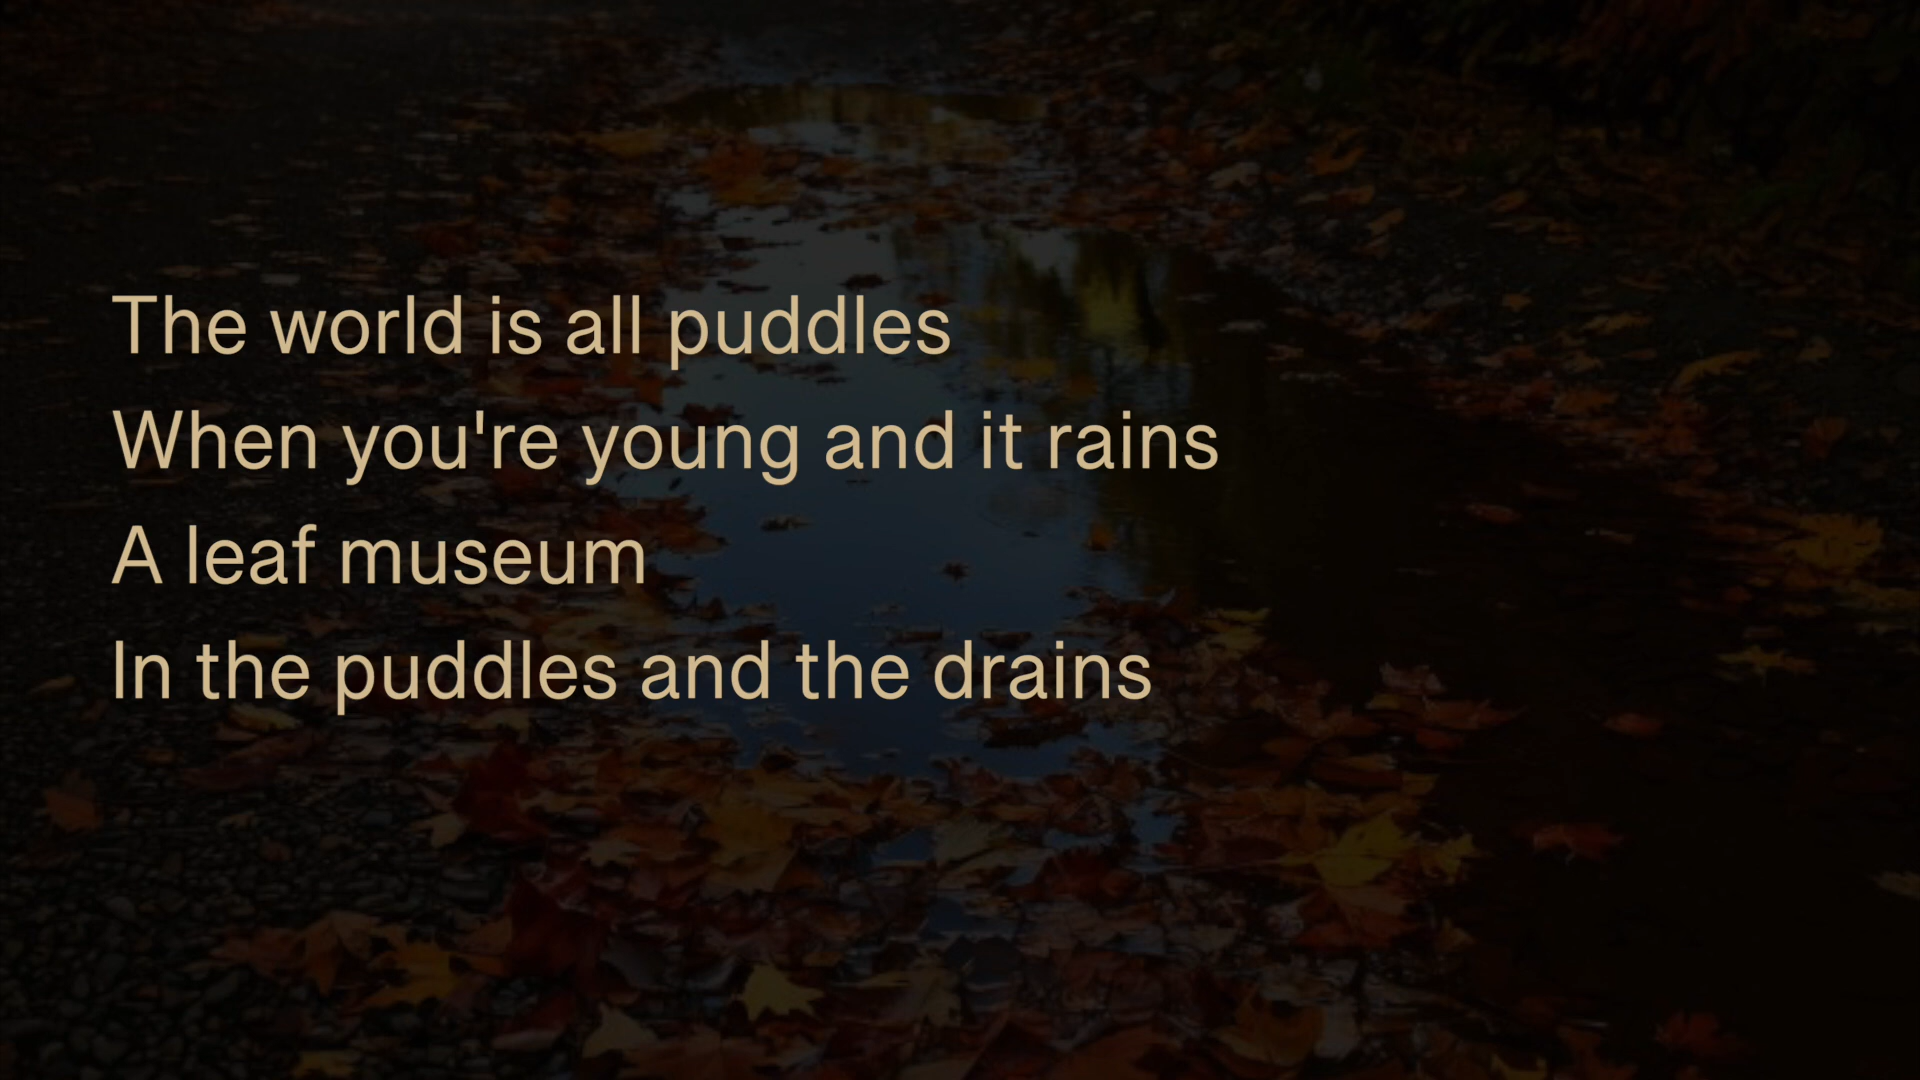 The world is all puddles
When you're young and it rains
A leaf museum
In the puddles and the drains